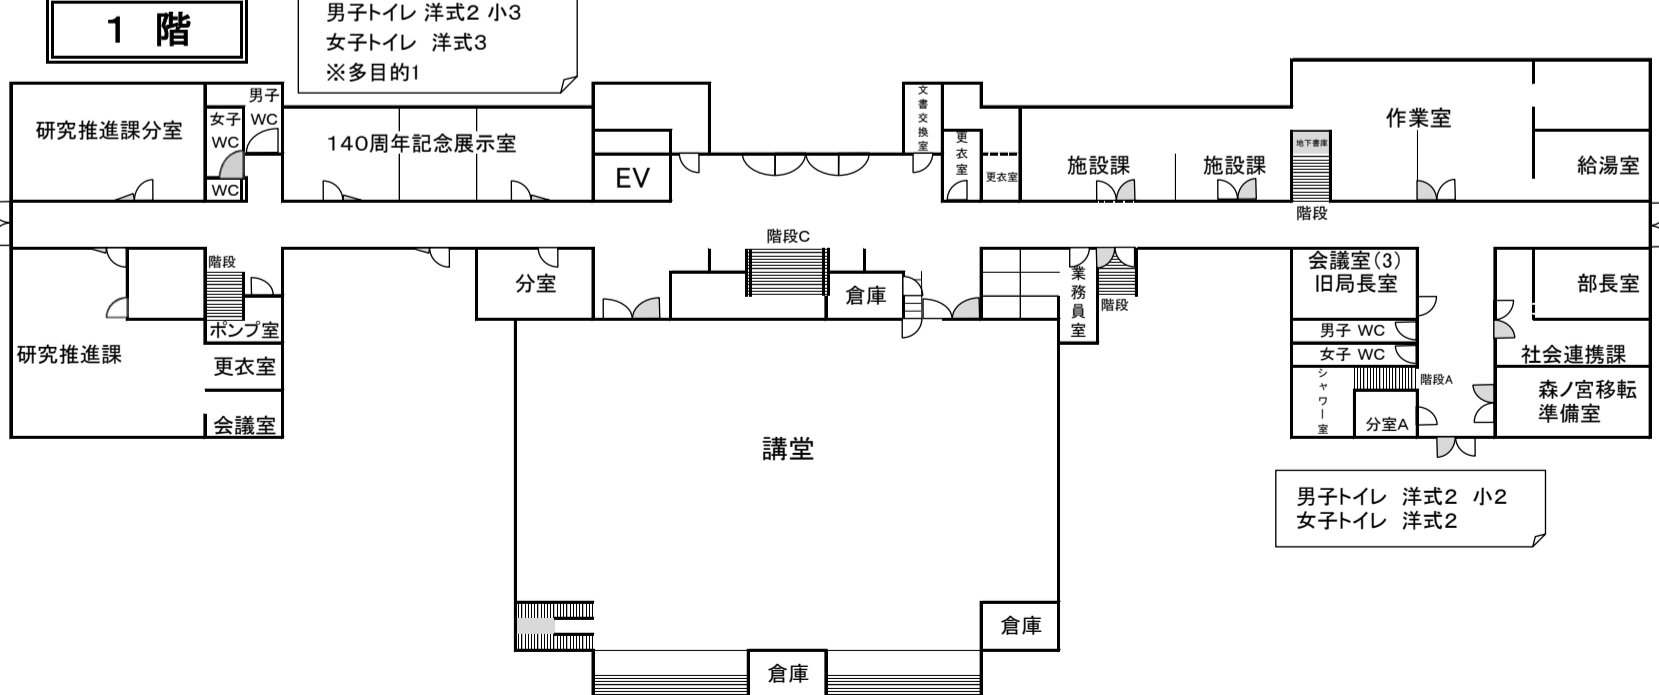 1 階
男子トイレ 洋式2 小3
女子トイレ 洋式3
※多目的1
研究推進課分室
女子
WC
男子
WC
WC
140周年記念展示室
EV
文書交換室
更衣室
更衣室
施設課
施設課
地下書庫
階段
作業室
給湯室
階段
ポンプ室
研究推進課
更衣室
会議室
分室
階段C
倉庫
業務員室
階段
会議室(3)
旧局長室
男子 WC
女子 WC
シャワー室
階段A
分室A
部長室
社会連携課
森ノ宮移転
準備室
講堂
倉庫
倉庫
男子トイレ 洋式2 小2
女子トイレ 洋式2